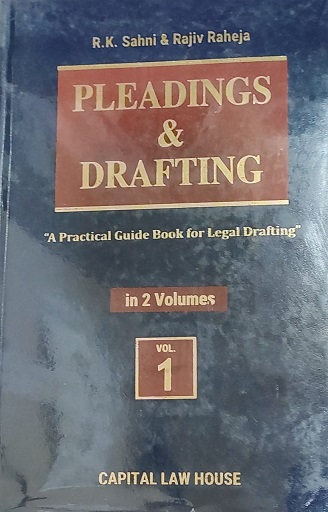 R.K. Sahni & Rajiv Raheja
PLEADINGS
&
DRAFTING
"A Practical Guide Book for Legal Drafting"
in 2 Volumes
VOL.
1
CAPITAL LAW HOUSE